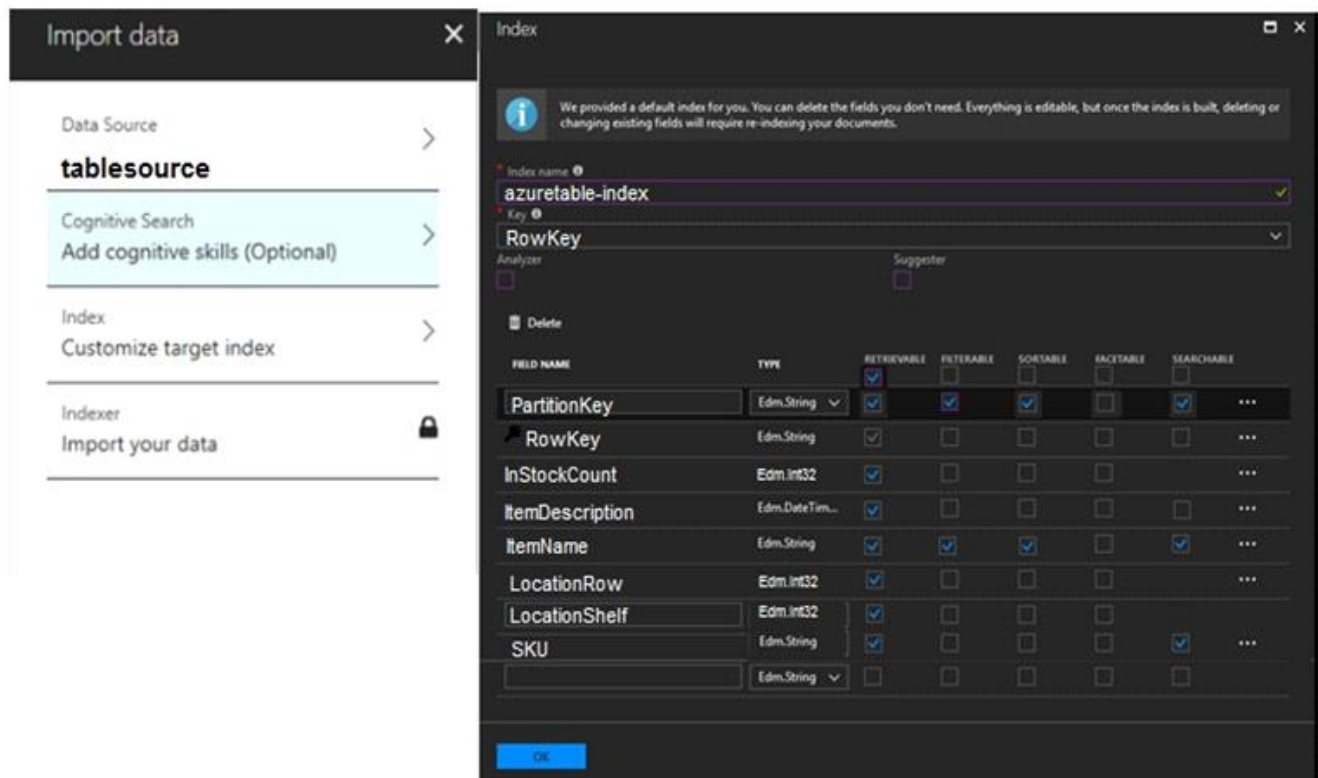 Import data
Data Source
tablesource
Cognitive Search
Add cognitive skills (Optional)
Index
Customize target index
Indexer
Import your data
Index
We provided a default index for you. You can delete the fields you don't need. Everything is editable, but once the index is built, deleting or
changing existing fields will require re-indexing your documents.
* Index name
azuretable-index
* Key
RowKey
Analyzer Suggester
Delete
FIELD NAME TYPE RETRIEVABLE FILTERABLE SORTABLE FACETABLE SEARCHABLE
PartitionKey Edm.String ...
RowKey Edm.String ...
InStockCount Edm.Int32 ...
ItemDescription Edm.DateTim... ...
ItemName Edm.String ...
LocationRow Edm.Int32 ...
LocationShelf Edm.Int32
SKU Edm.String ...
Edm.String
OK